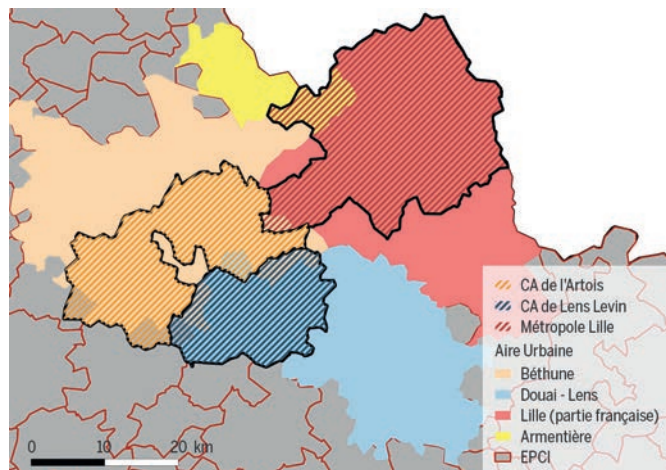 CA de l'Artois
CA de Lens Levin
Métropole Lille
Aire Urbaine
Béthune
Douai - Lens
Lille (partie française)
Armentière
EPCI
0 10 20 km